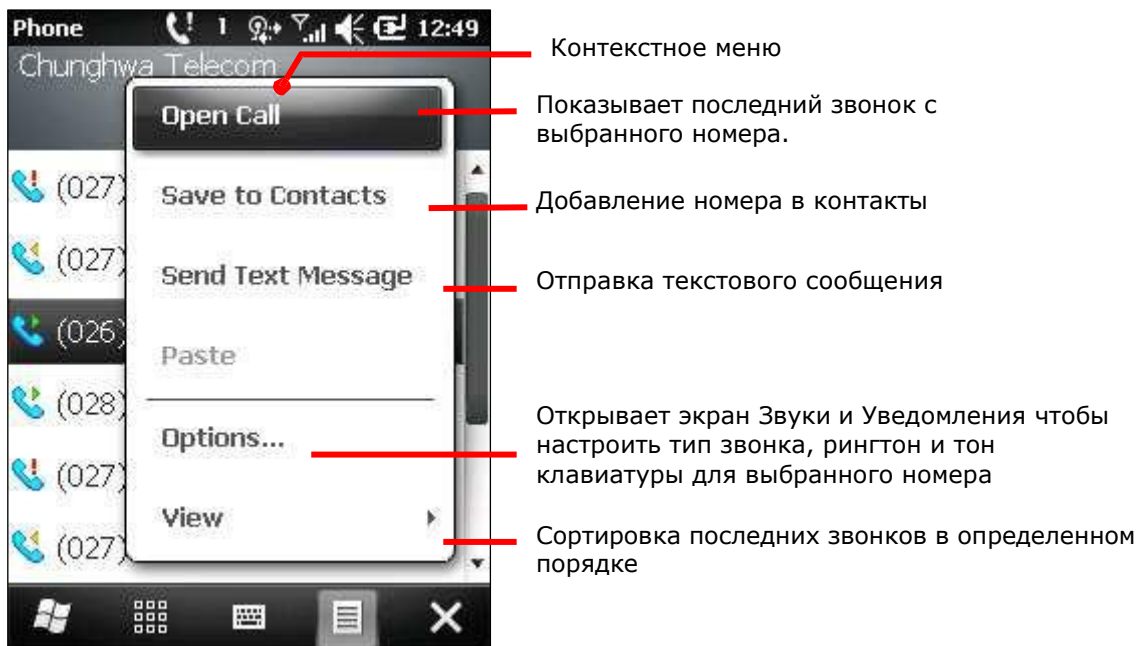 Phone 1 12:49
Chunghwa Telecom
Open Call
(027)
Save to Contacts
(027)
Send Text Message
(026)
Paste
(028)
Options...
(027)
View
(027)
Контекстное меню
Показывает последний звонок с
выбранного номера.
Добавление номера в контакты
Отправка текстового сообщения
Открывает экран Звуки и Уведомления чтобы
настроить тип звонка, рингтон и тон
клавиатуры для выбранного номера
Сортировка последних звонков в определенном
порядке